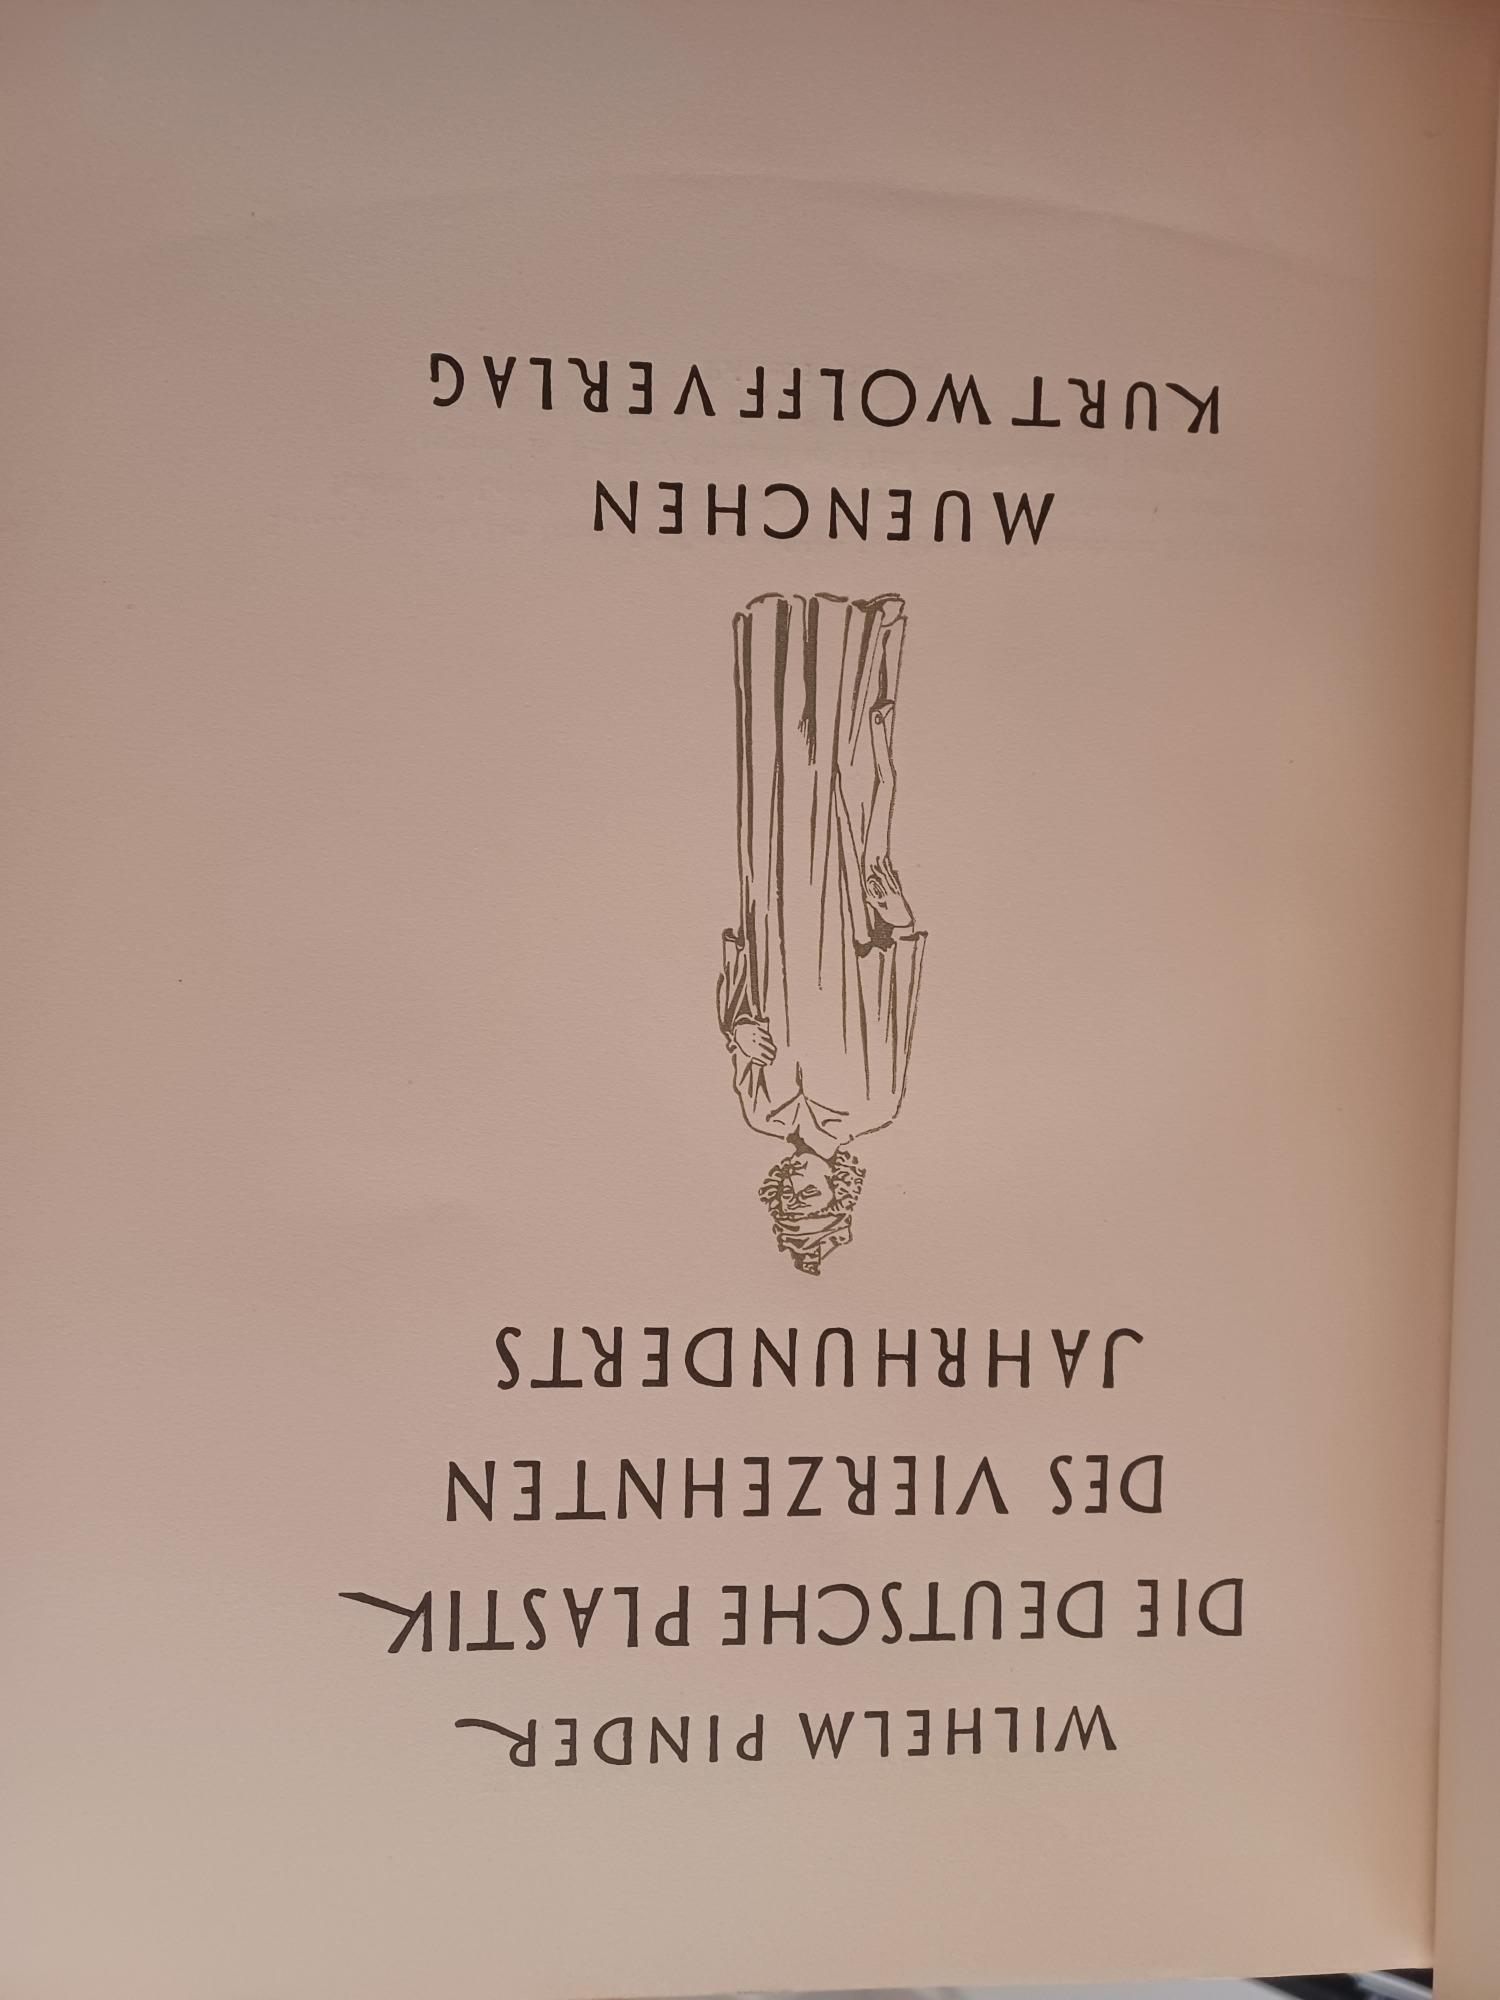 WILHELM PINDER
DIE DEUTSCHE PLASTIK
DES VIERZEHNTEN
JAHRHUNDERTS
MUENCHEN
KURT WOLFF VERLAG